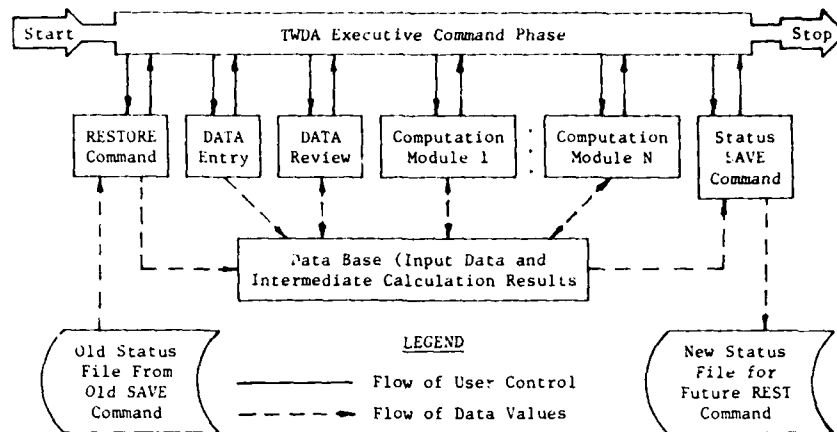 Start
TWDA Executive Command Phase
Stop
RESTORE
Command
DATA
Entry
DATA
Review
Computation
Module 1
Computation
Module N
Status
SAVE
Command
Data Base (Input Data and
Intermediate Calculation Results
Old Status
File From
Old SAVE
Command
LEGEND
Flow of User Control
Flow of Data Values
New Status
File for
Future REST
Command